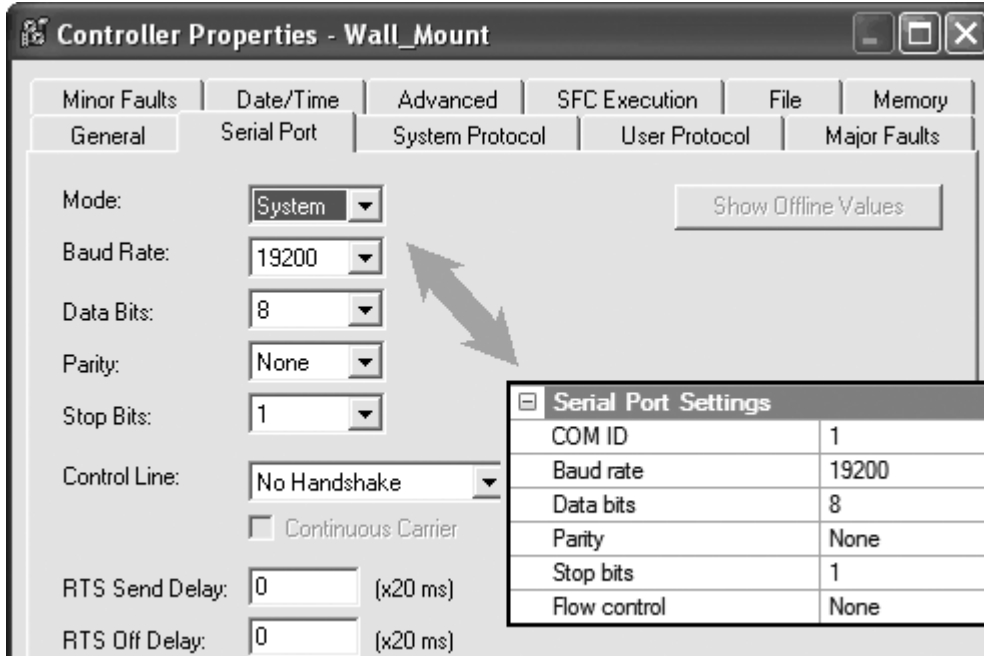 Controller Properties - Wall_Mount
Minor Faults Date/Time Advanced SFC Execution File Memory
General Serial Port System Protocol User Protocol Major Faults
Mode: System Show Offline Values
Baud Rate: 19200
Data Bits: 8
Parity: None
Stop Bits: 1
Control Line: No Handshake
Continuous Carrier
RTS Send Delay: 0 (x20 ms)
RTS Off Delay: 0 (x20 ms)
Serial Port Settings
COM ID 1
Baud rate 19200
Data bits 8
Parity None
Stop bits 1
Flow control None